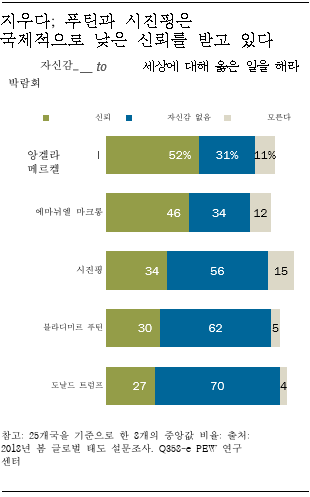 지우다; 푸틴과 시진핑은
국제적으로 낮은 신뢰를 받고 있다
자신감_ __ to 세상에 대해 옳은 일을 해라
박람회
신뢰 자신감 없음 모른다
앙겔라 메르켈 | 52% 31% 11%
에마뉘엘 마크롱 46 34 12
시진핑 34 56 15
블라디미르 푸틴 30 62 5
도날드 트럼프 27 70 4
참고: 25개국을 기준으로 한 8개의 중앙값 비율: 출처:
2018년 봄 글로벌 태도 설문조사. Q358-e PEW 연구
센터